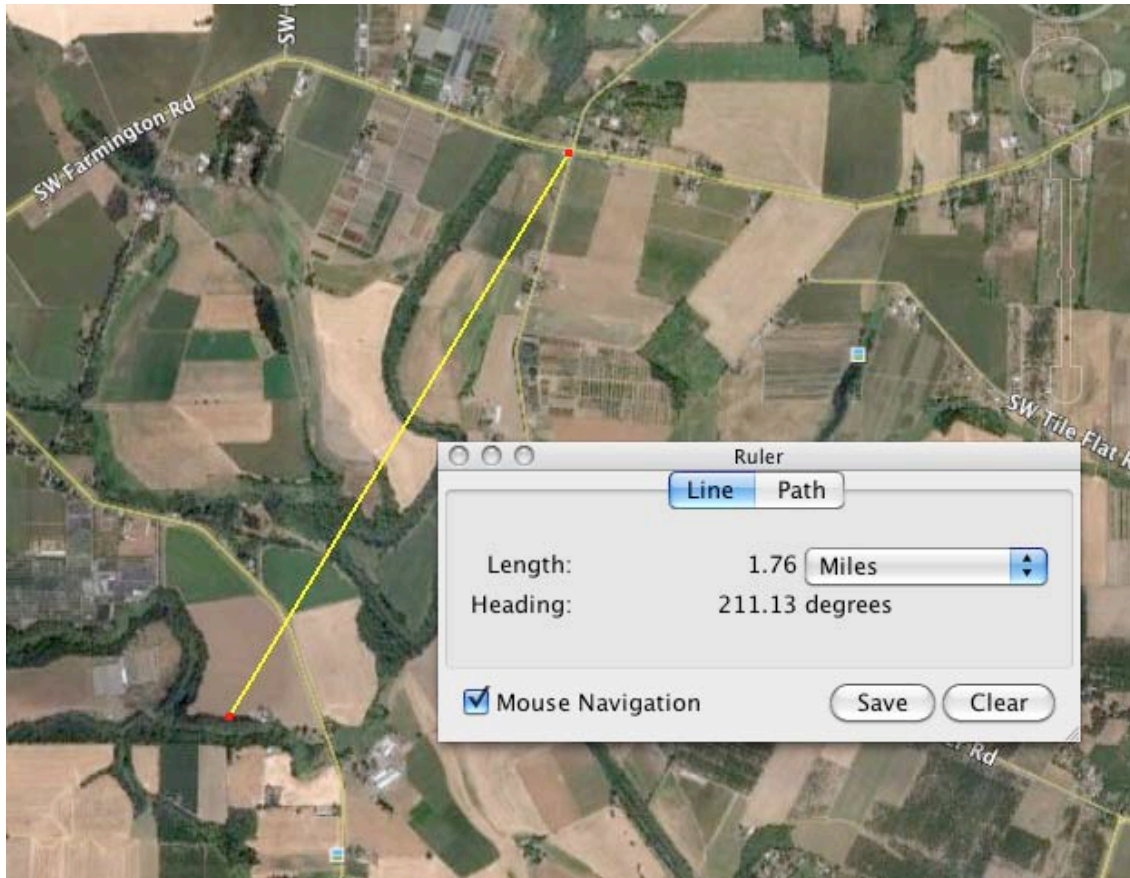 SW
SW Farmington Rd
SW Tile Flat
Ruler
Line Path
Length: 1.76 Miles
Heading: 211.13 degrees
Mouse Navigation
Save Clear
Rd